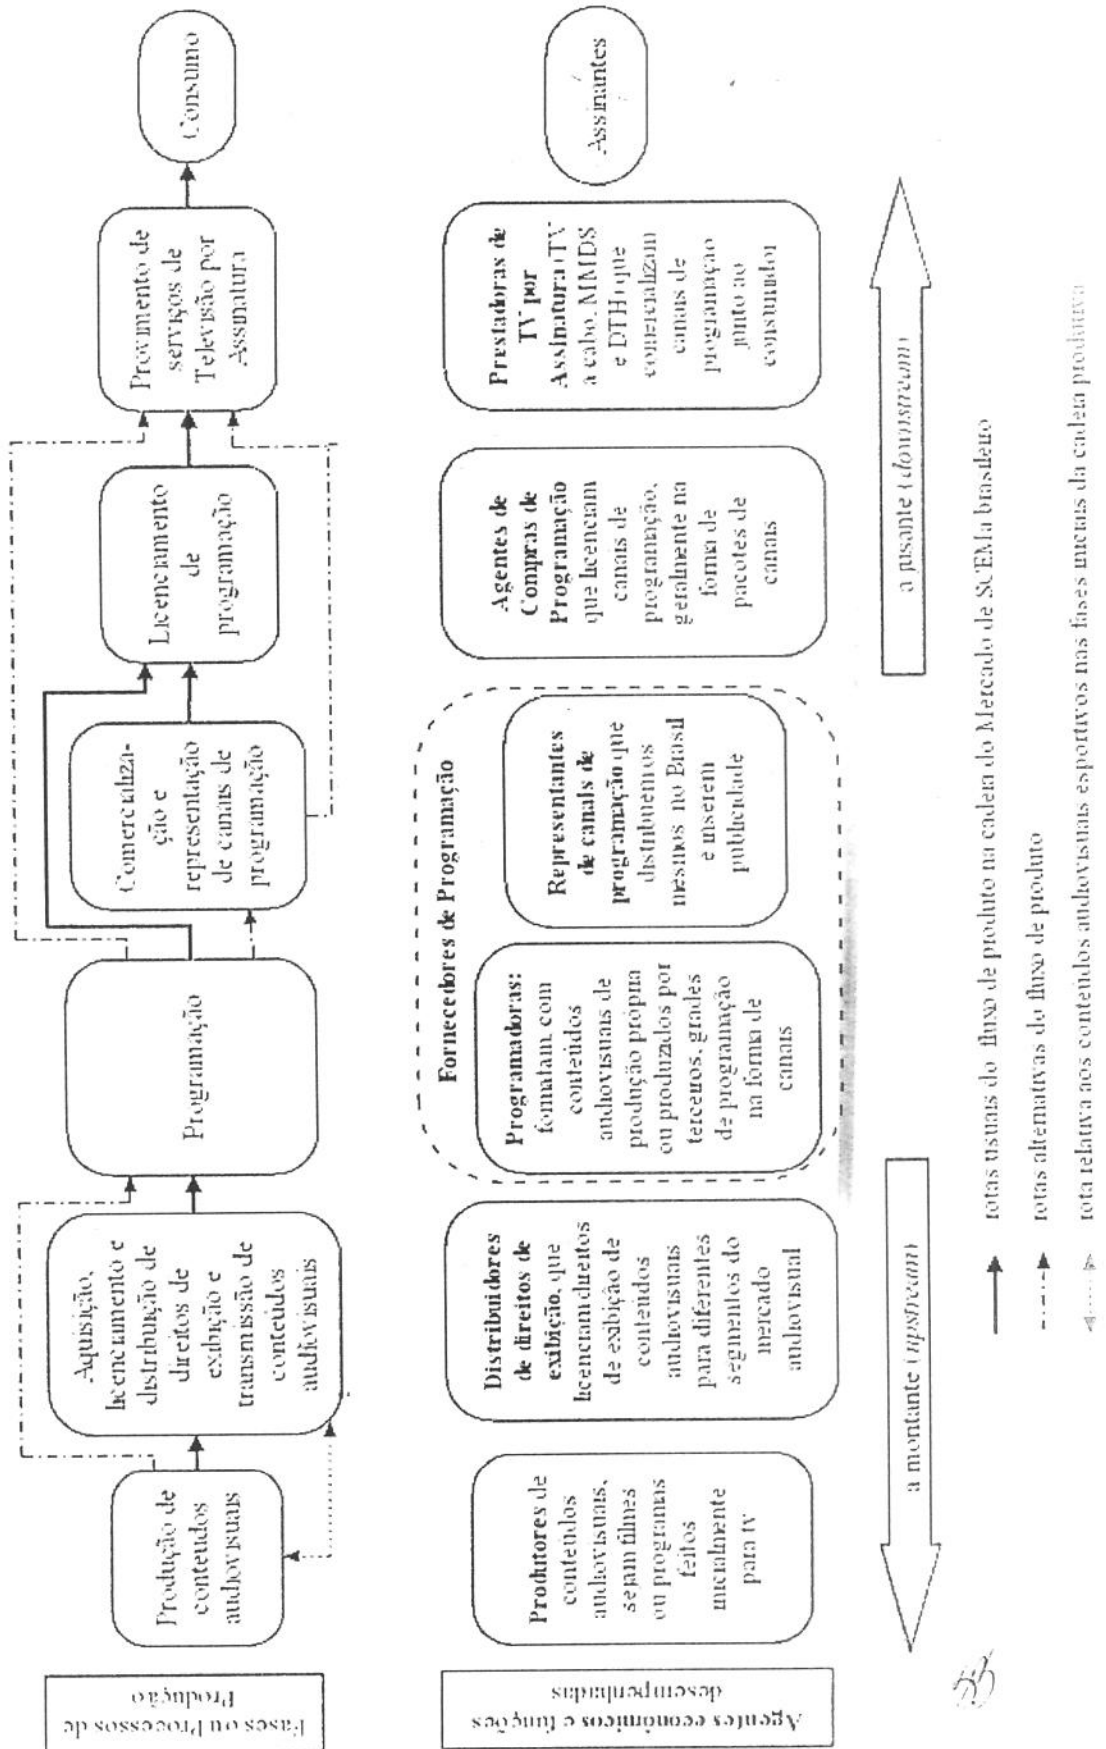 Fases ou Processos de
Produção
Produção de
conteúdos
audiovisuais
Aquisição,
licenciamento e
distribuição de
direitos de
exibição e
transmissão de
conteúdos
audiovisuais
Programação
Comercializa-
ção e
representação
de canais de
programação
Licenciamento
de
programação
Provimento de
serviços de
Televisão por
Assinatura
Consumo
Agentes econômicos e funções
desempenhadas
Produtores de
conteúdos
audiovisuais,
sejam filmes
ou programas
feitos
inicialmente
para tv
Distribuidores
de direitos de
exibição, que
licenciam direitos
de exibição de
conteúdos
audiovisuais
para diferentes
segmentos do
mercado
audiovisual
Fornecedores de Programação
Programadoras:
formatam, com
conteúdos
audiovisuais de
produção própria
ou produzidos por
terceiros, grades
de programação
na forma de
canais
Representantes
de canais de
programação que
distribuem os
mesmos no Brasil
e inserem
publicidade
Agentes de
Compras de
Programação
que licenciam
canais de
programação,
geralmente na
forma de
pacotes de
canais
Prestadoras de
TV por
Assinatura (TV
a cabo, MMDS
e DTH) que
comercializam
canais de
programação
junto ao
consumidor
Assinantes
a montante (upstream)
a jusante (downstream)
rotas usuais do fluxo de produto na cadeia do Mercado de SCEMa brasileiro
rotas alternativas do fluxo de produto
rota relativa aos conteúdos audiovisuais esportivos nas fases iniciais da cadeia produtiva